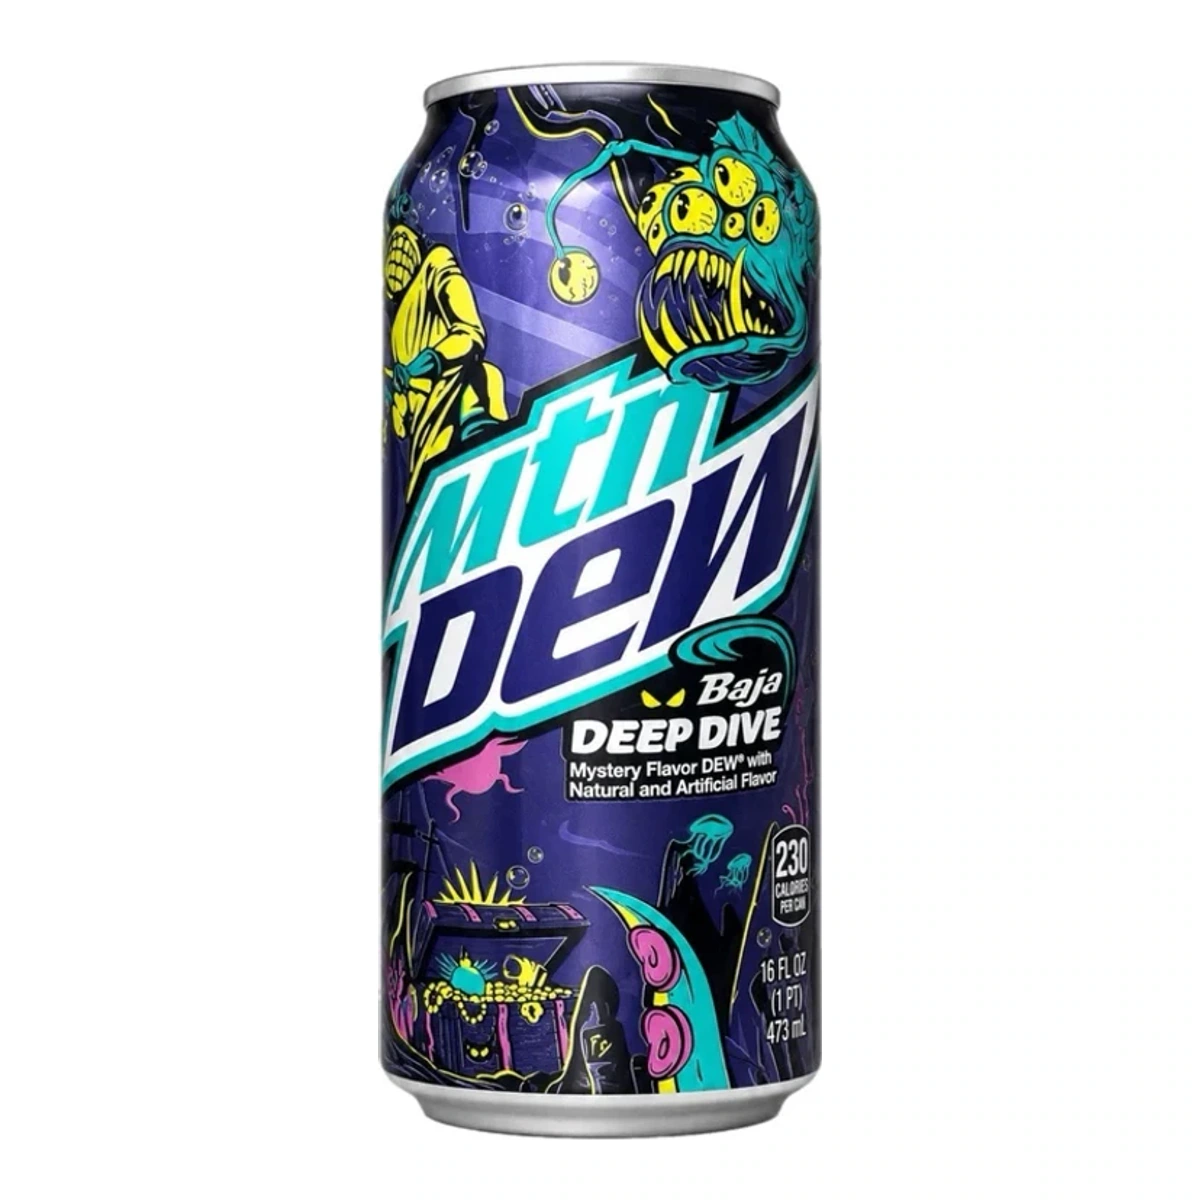 Mtn
Dew
Baja
DEEP DIVE
Mystery Flavor DEW® with
Natural and Artificial Flavor
230
CALORIES
PER CAN
16 FL OZ
(1 PT)
473 mL